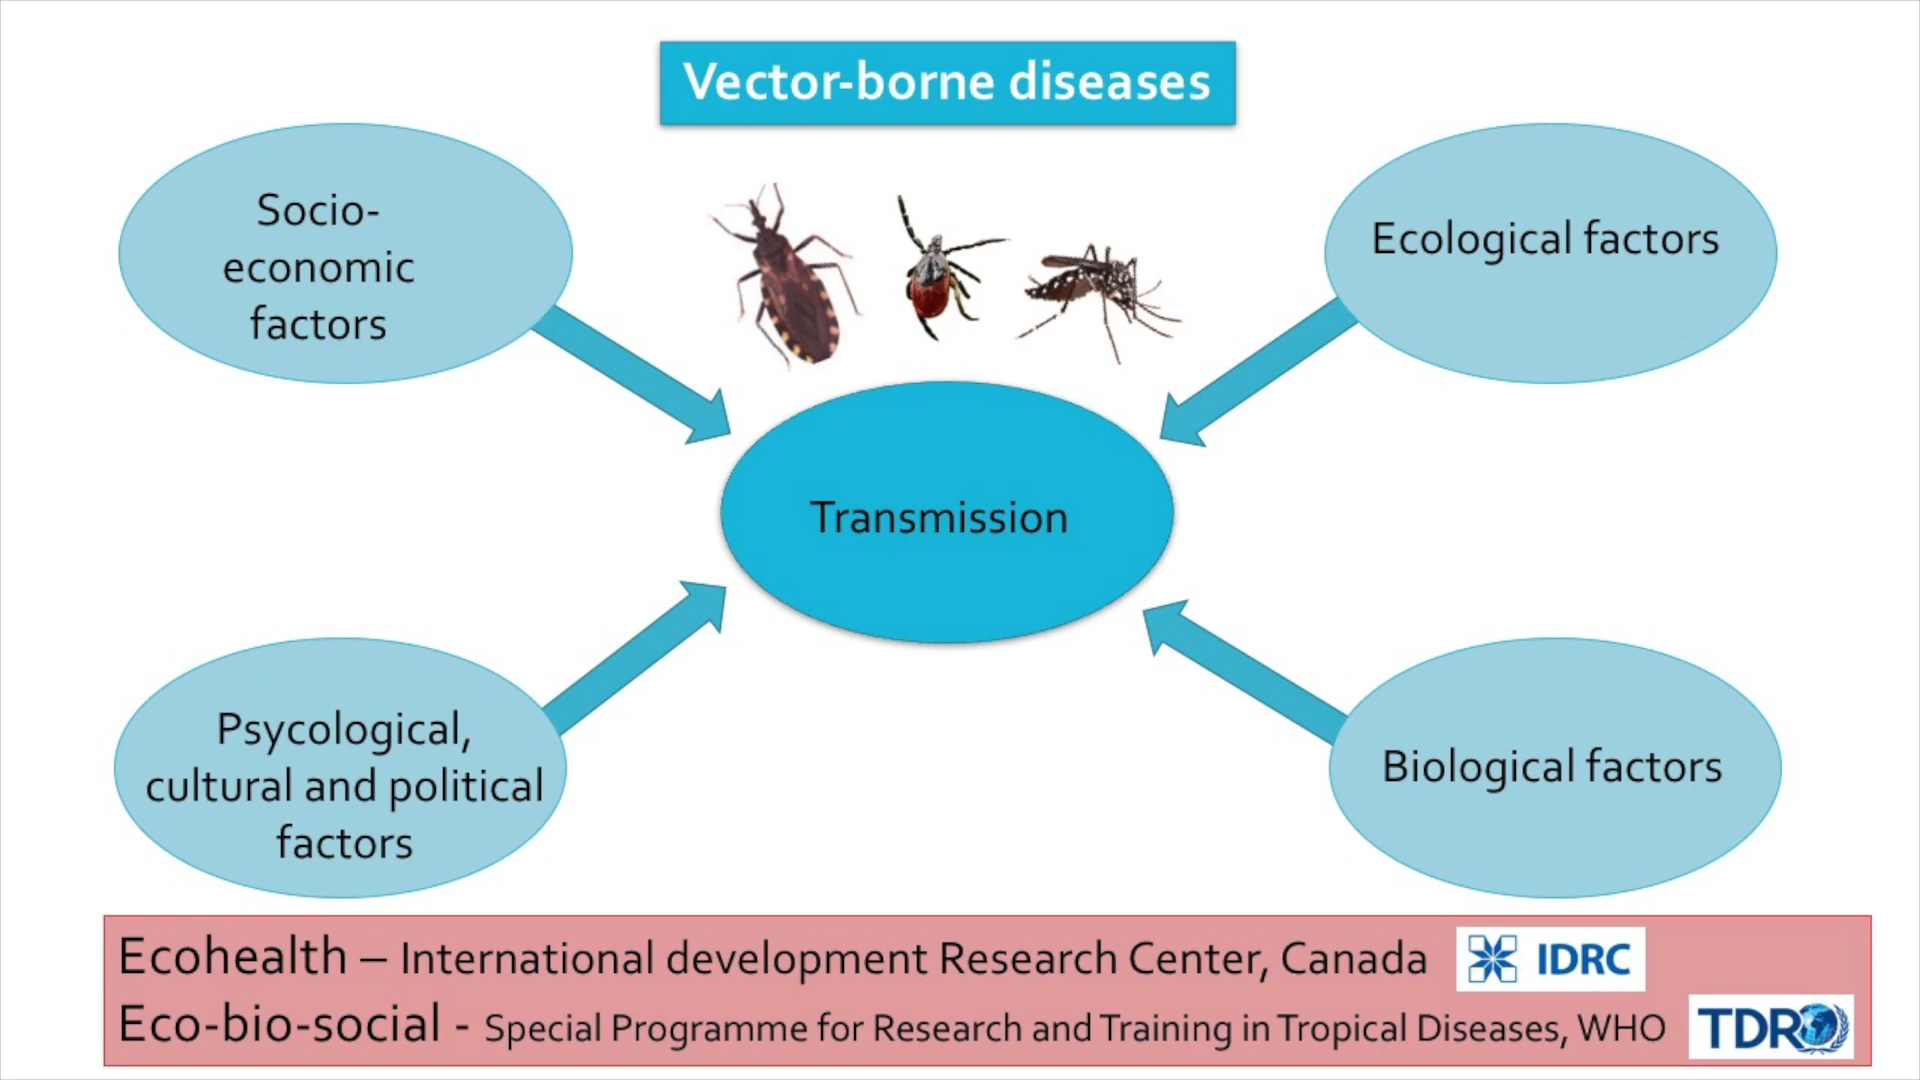 Vector-borne diseases
Socio-
economic
factors
Ecological factors
Transmission
Psycological,
cultural and political
factors
Biological factors
Ecohealth – International development Research Center, Canada
IDRC
Eco-bio-social - Special Programme for Research and Training in Tropical Diseases, WHO
TDR